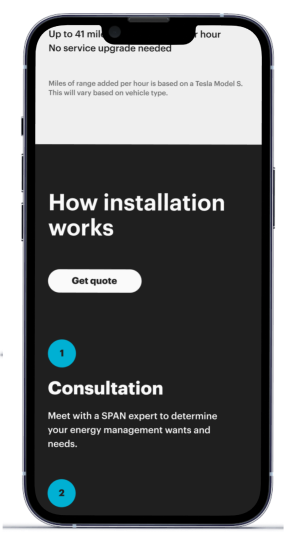 Up to 41 r hour
No service upgrade needed
Miles of range added per hour is based on a Tesla Model S.
This will vary based on vehicle type.
How installation
works
Get quote
1
Consultation
Meet with a SPAN expert to determine
your energy management wants and
needs.
2